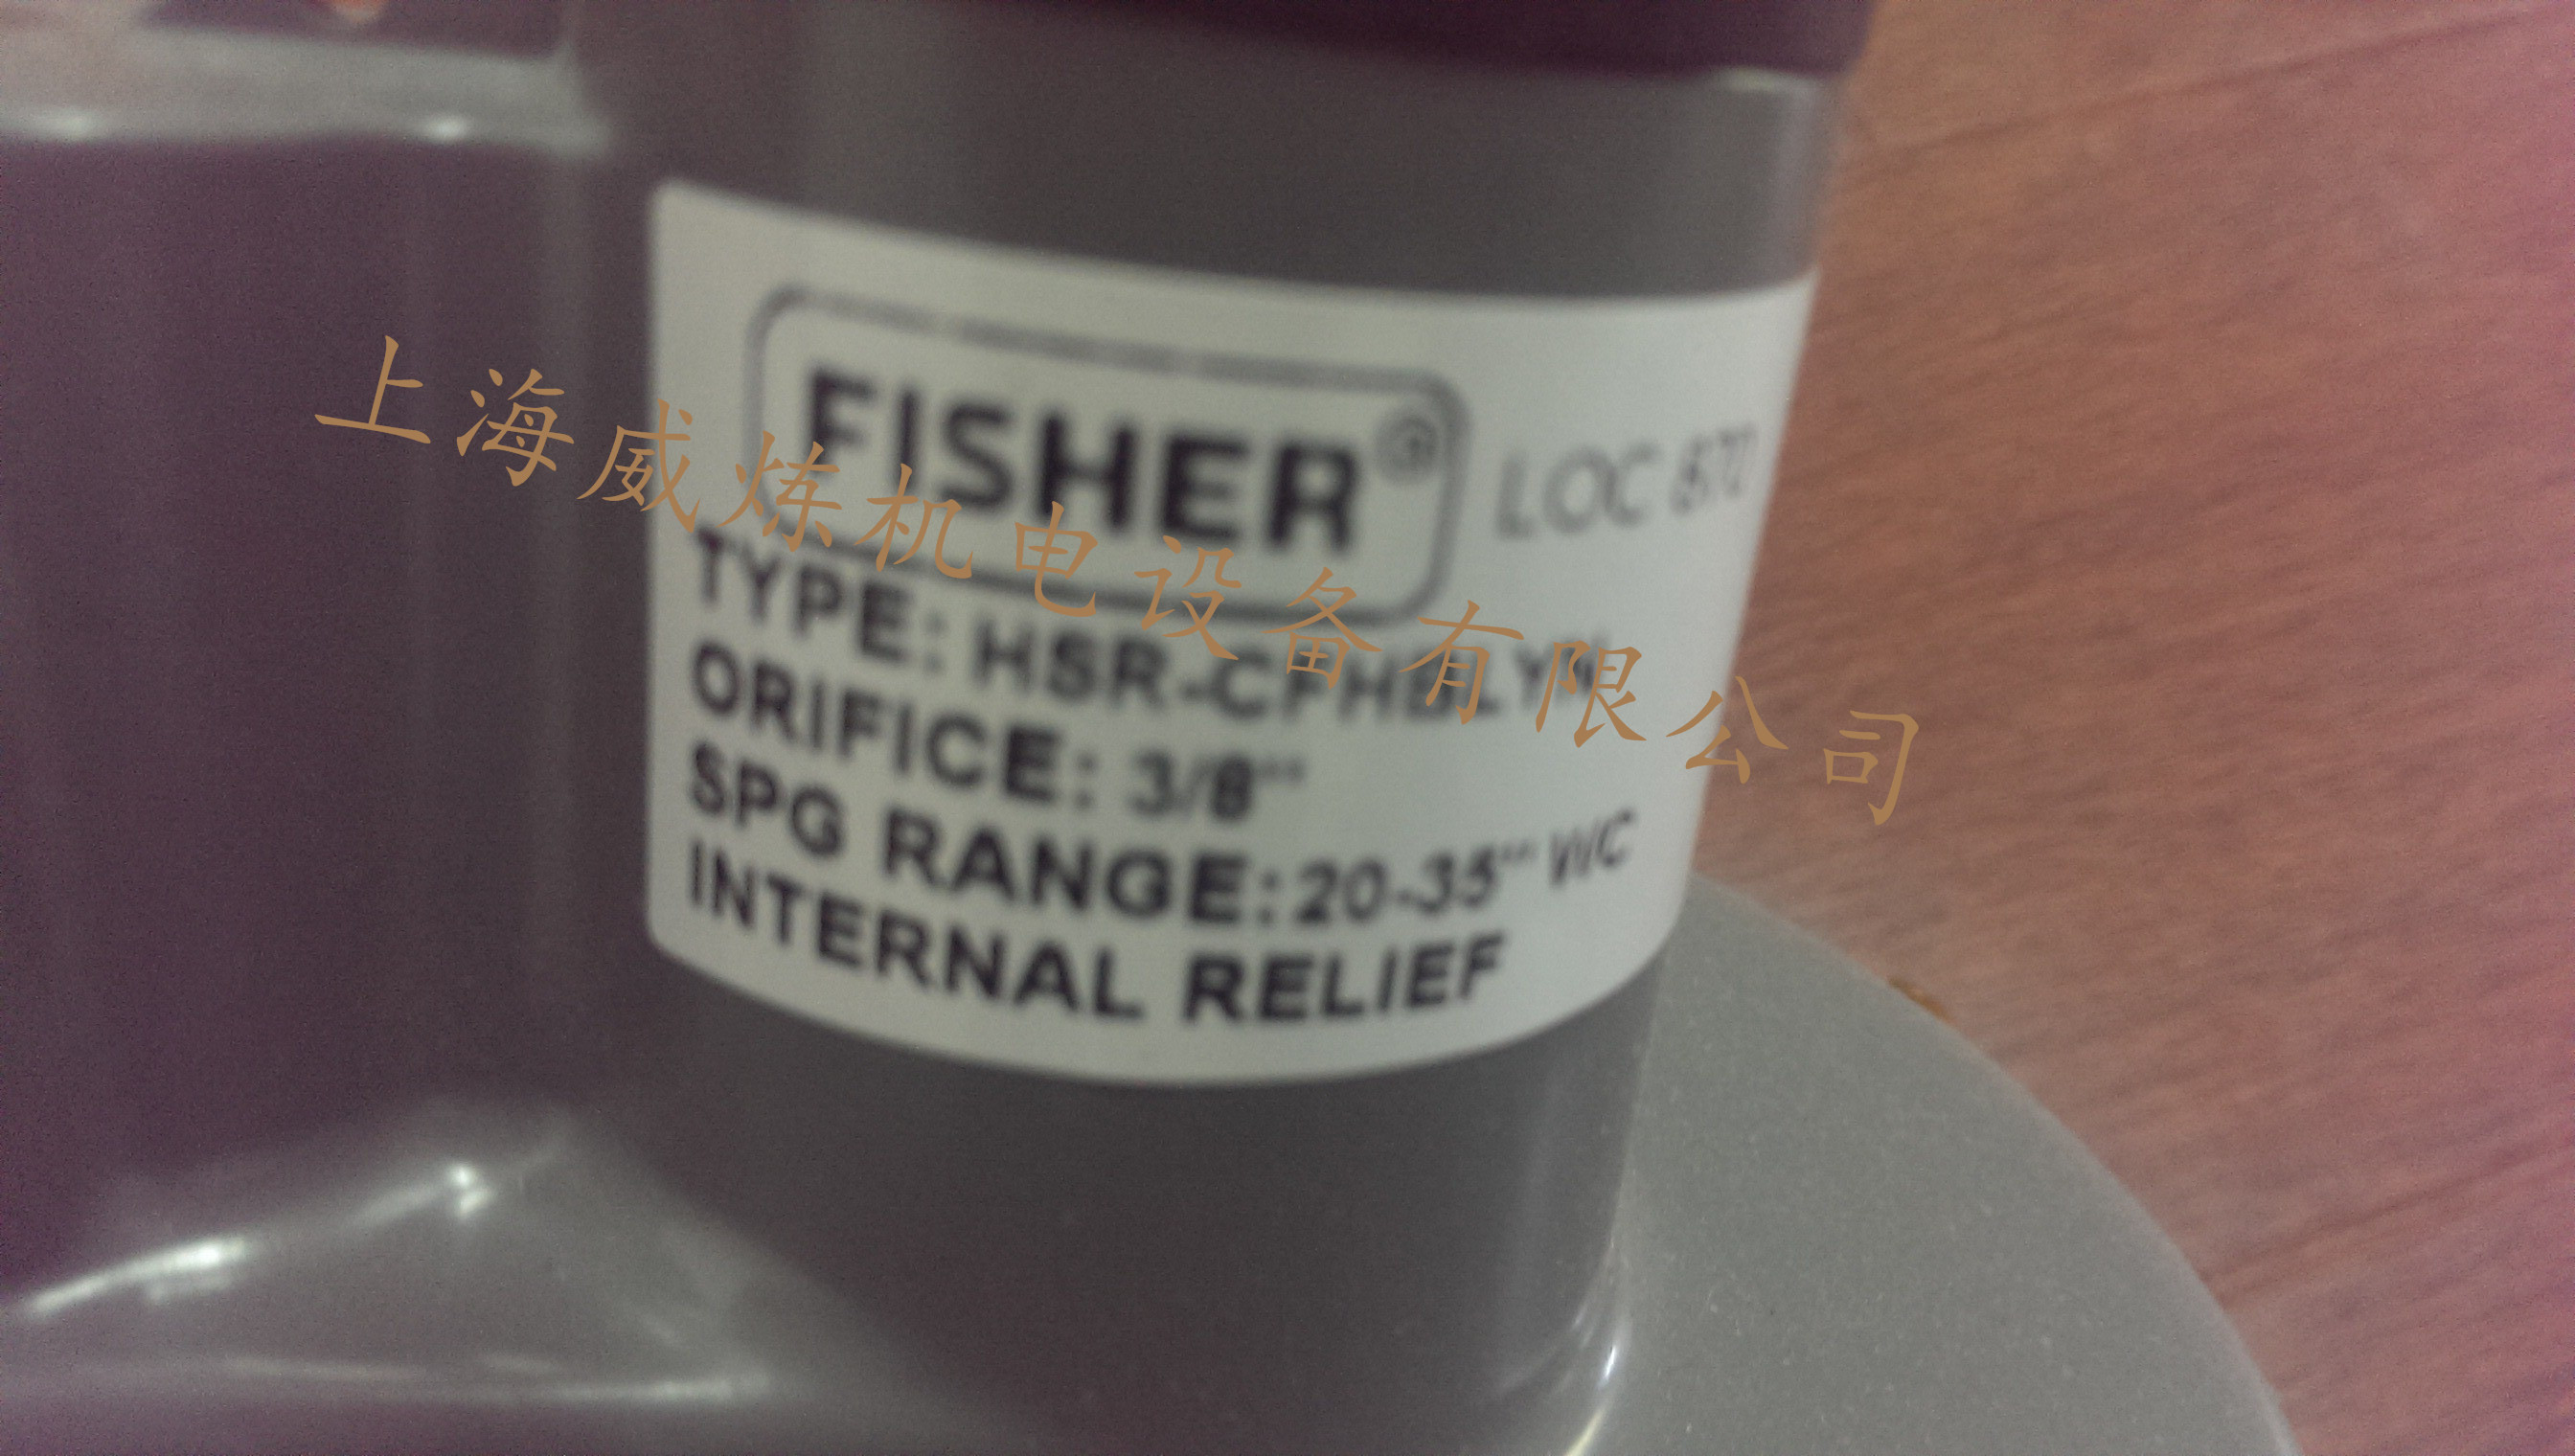 FISHER®
LOC 870
上海威炼机电设备有限公司
TYPE: HSR-CFHBLYN
ORIFICE: 3/8"
SPG RANGE: 20-35" WC
INTERNAL RELIEF